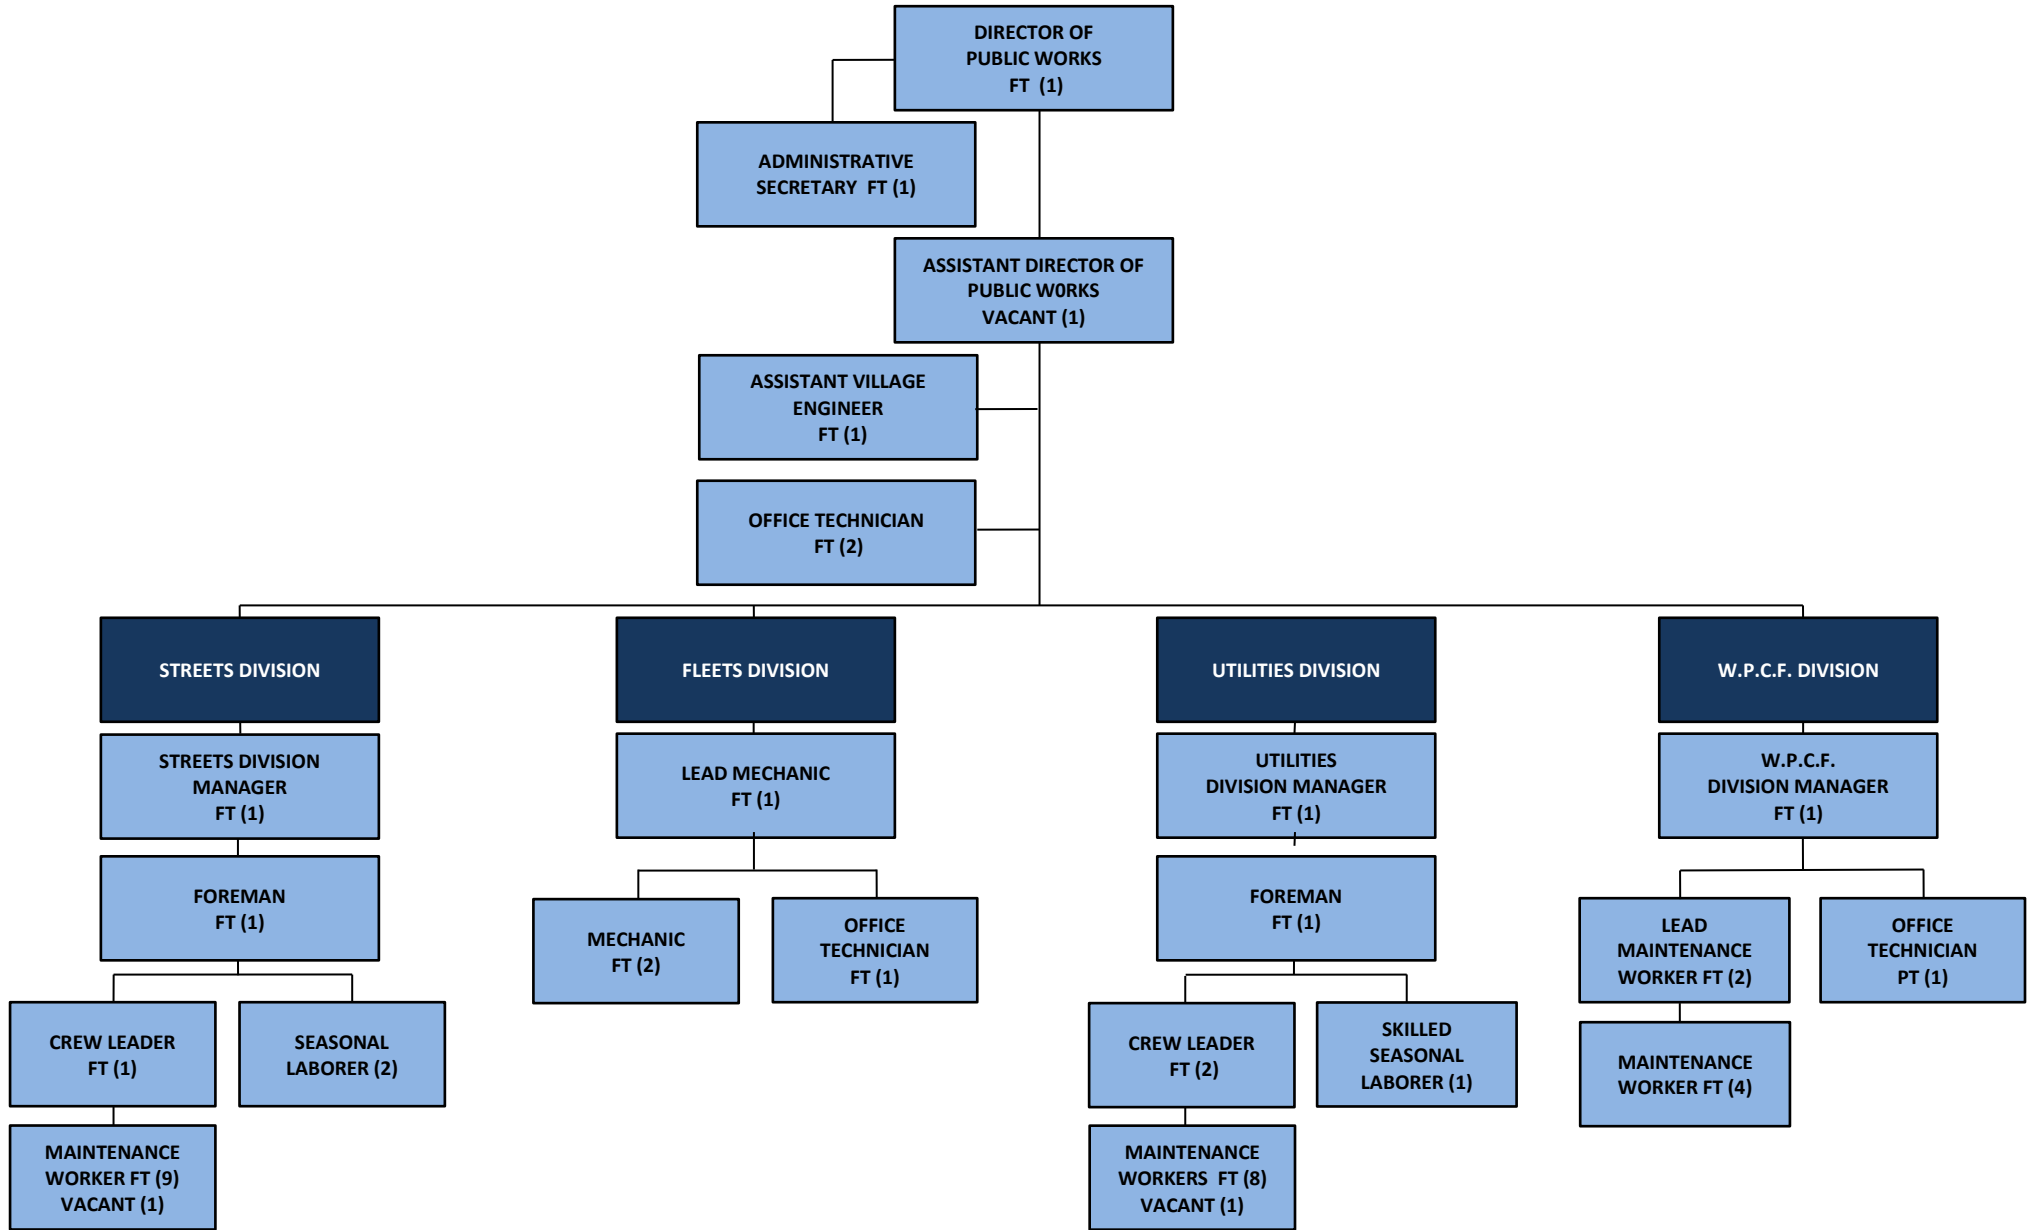 DIRECTOR OF
PUBLIC WORKS
FT (1)
ADMINISTRATIVE
SECRETARY FT (1)
ASSISTANT DIRECTOR OF
PUBLIC W0RKS
VACANT (1)
ASSISTANT VILLAGE
ENGINEER
FT (1)
OFFICE TECHNICIAN
FT (2)
STREETS DIVISION
FLEETS DIVISION
UTILITIES DIVISION
W.P.C.F. DIVISION
STREETS DIVISION
MANAGER
FT (1)
LEAD MECHANIC
FT (1)
UTILITIES
DIVISION MANAGER
FT (1)
W.P.C.F.
DIVISION MANAGER
FT (1)
FOREMAN
FT (1)
MECHANIC
FT (2)
OFFICE
TECHNICIAN
FT (1)
FOREMAN
FT (1)
LEAD
MAINTENANCE
WORKER FT (2)
OFFICE
TECHNICIAN
PT (1)
CREW LEADER
FT (1)
SEASONAL
LABORER (2)
CREW LEADER
FT (2)
SKILLED
SEASONAL
LABORER (1)
MAINTENANCE
WORKER FT (4)
MAINTENANCE
WORKER FT (9)
VACANT (1)
MAINTENANCE
WORKERS FT (8)
VACANT (1)